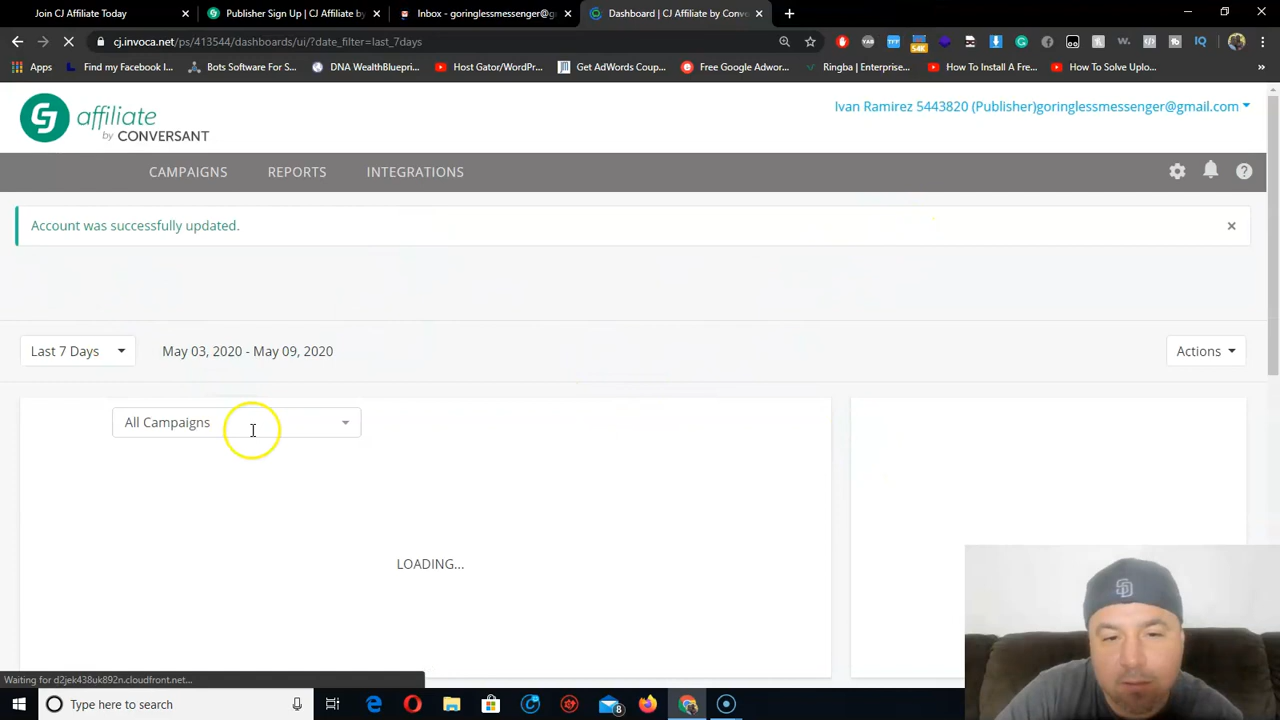 Join CJ Affiliate Today
Publisher Sign Up | CJ Affiliate by
Inbox - goringlessmessenger@g
Dashboard | CJ Affiliate by Conve
cj.invoca.net/ps/413544/dashboards/ui/?date_filter=last_7days
54K
Apps
Find my Facebook I...
Bots Software For S...
DNA WealthBluepri...
Host Gator/WordPr...
Get AdWords Coup...
Free Google Adwor...
Ringba | Enterprise...
How To Install A Fre...
How To Solve Uplo...
affiliate
by CONVERSANT
Ivan Ramirez 5443820 (Publisher)goringlessmessenger@gmail.com
CAMPAIGNS
REPORTS
INTEGRATIONS
Account was successfully updated.
Last 7 Days
May 03, 2020 - May 09, 2020
Actions
All Campaigns
LOADING...
Waiting for d2jek438uk892n.cloudfront.net...
Type here to search
8